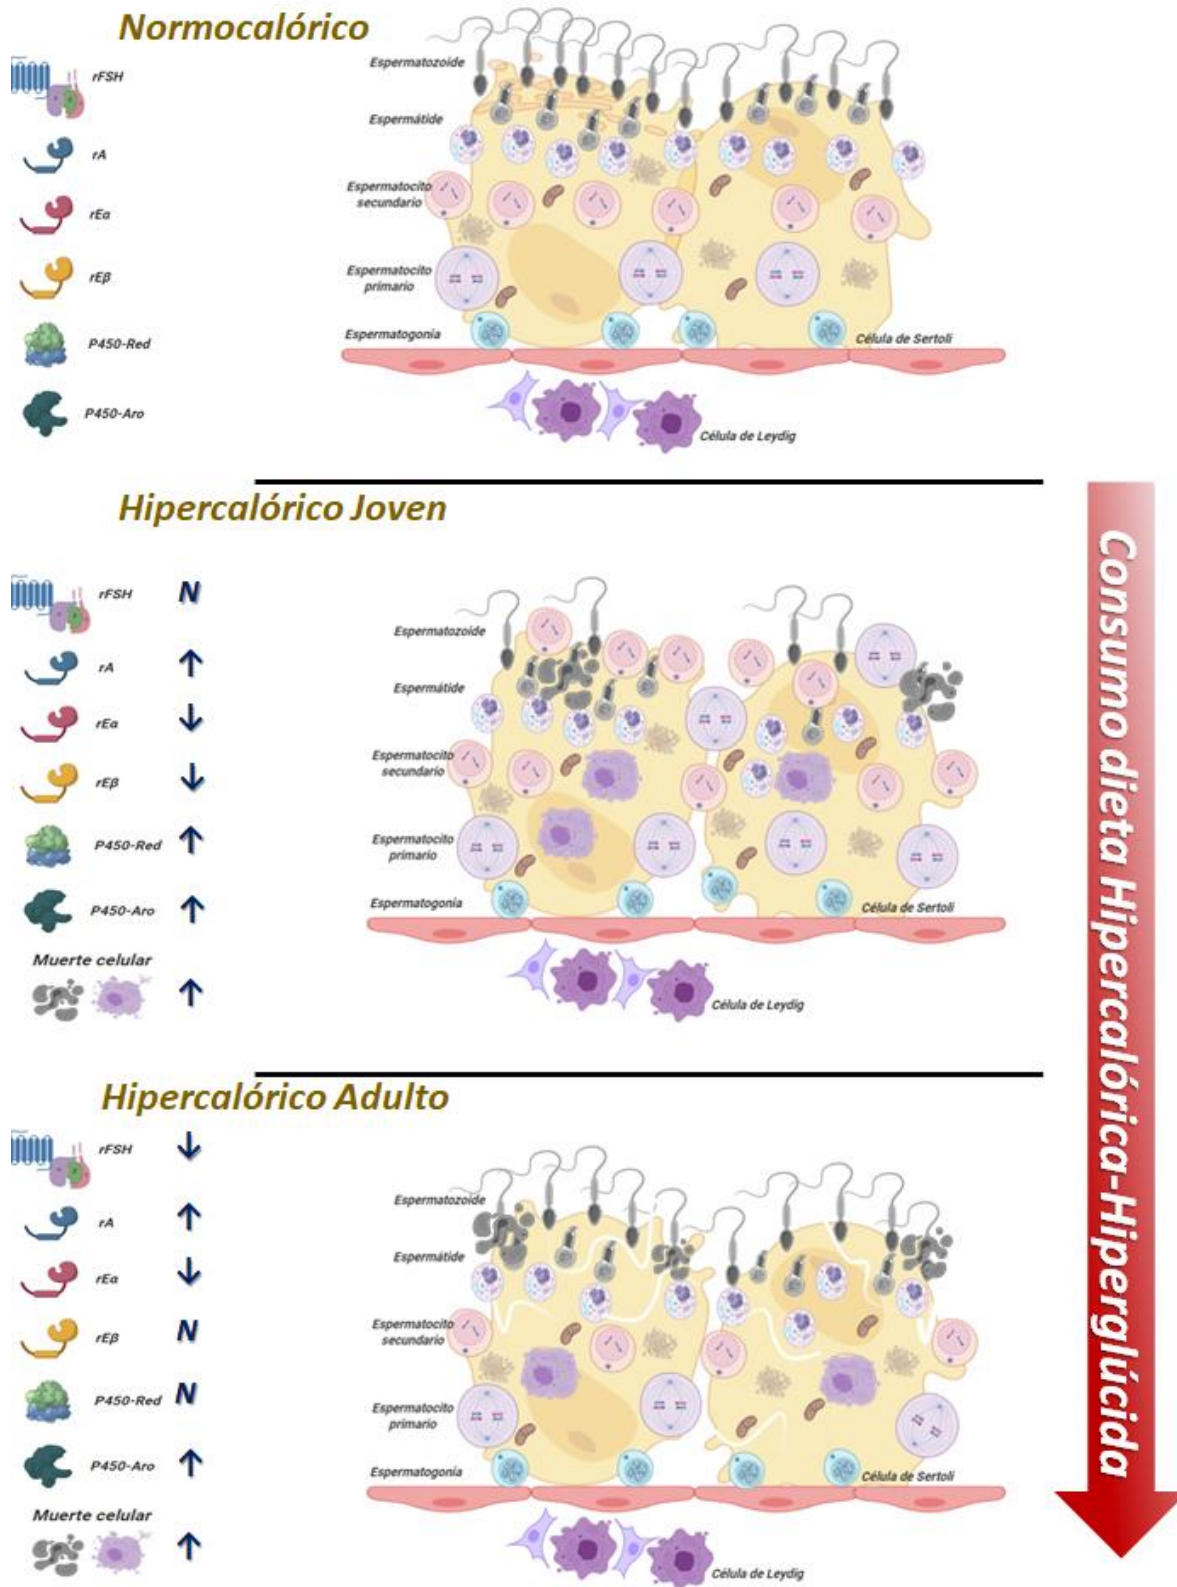 Normocalórico
rFSH
rA
rEα
rEβ
P450-Red
P450-Aro
Espermatozoide
Espermátide
Espermatocito
secundario
Espermatocito
primario
Espermatogonia
Célula de Sertoli
Célula de Leydig
Hipercalórico Joven
rFSH N
rA ↑
rEα ↓
rEβ ↓
P450-Red ↑
P450-Aro ↑
Muerte celular
↑
Espermatozoide
Espermátide
Espermatocito
secundario
Espermatocito
primario
Espermatogonia
Célula de Sertoli
Célula de Leydig
Hipercalórico Adulto
rFSH ↓
rA ↑
rEα ↓
rEβ N
P450-Red N
P450-Aro ↑
Muerte celular
↑
Espermatozoide
Espermátide
Espermatocito
secundario
Espermatocito
primario
Espermatogonia
Célula de Sertoli
Célula de Leydig
Consumo dieta Hipercalórica-Hiperglúcida